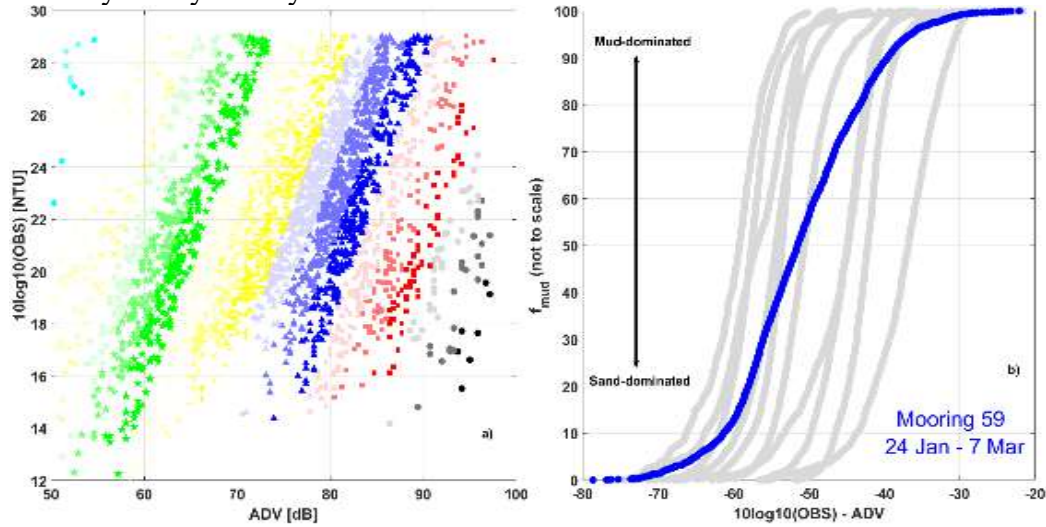 10log10(OBS) [NTU]
30
28
26
24
22
20
18
16
14
12
50 60 70 80 90 100
ADV [dB]
a)
f_mud (not to scale)
100
90
80
70
60
50
40
30
20
10
0
-80 -70 -60 -50 -40 -30 -20
10log10(OBS) - ADV
Mud-dominated
Sand-dominated
b)
Mooring 59
24 Jan - 7 Mar